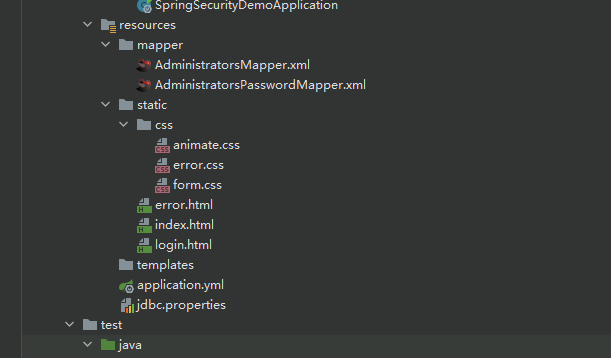 SpringSecurityDemoApplication
resources
mapper
AdministratorsMapper.xml
AdministratorsPasswordMapper.xml
static
css
animate.css
error.css
form.css
error.html
index.html
login.html
templates
application.yml
jdbc.properties
test
java